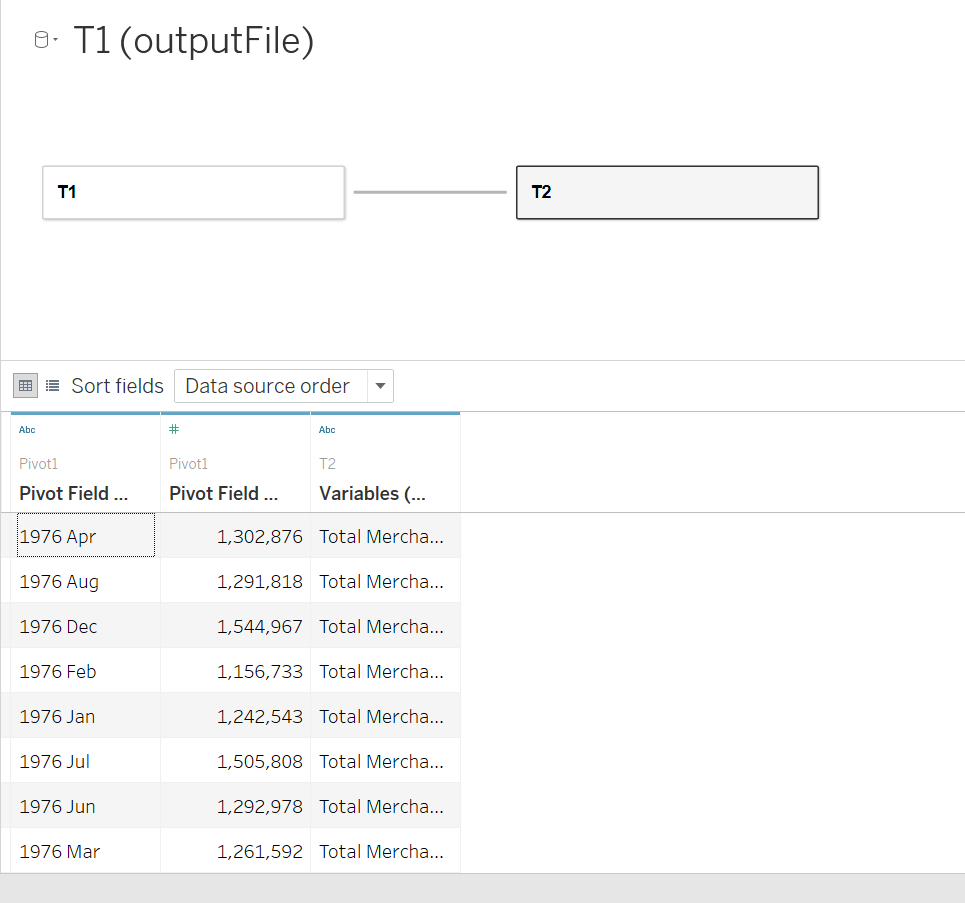 T1 (outputFile)
T1 T2
Sort fields Data source order
Abc # Abc
Pivot1 Pivot1 T2
Pivot Field ... Pivot Field ... Variables (...
1976 Apr 1,302,876 Total Mercha...
1976 Aug 1,291,818 Total Mercha...
1976 Dec 1,544,967 Total Mercha...
1976 Feb 1,156,733 Total Mercha...
1976 Jan 1,242,543 Total Mercha...
1976 Jul 1,505,808 Total Mercha...
1976 Jun 1,292,978 Total Mercha...
1976 Mar 1,261,592 Total Mercha...